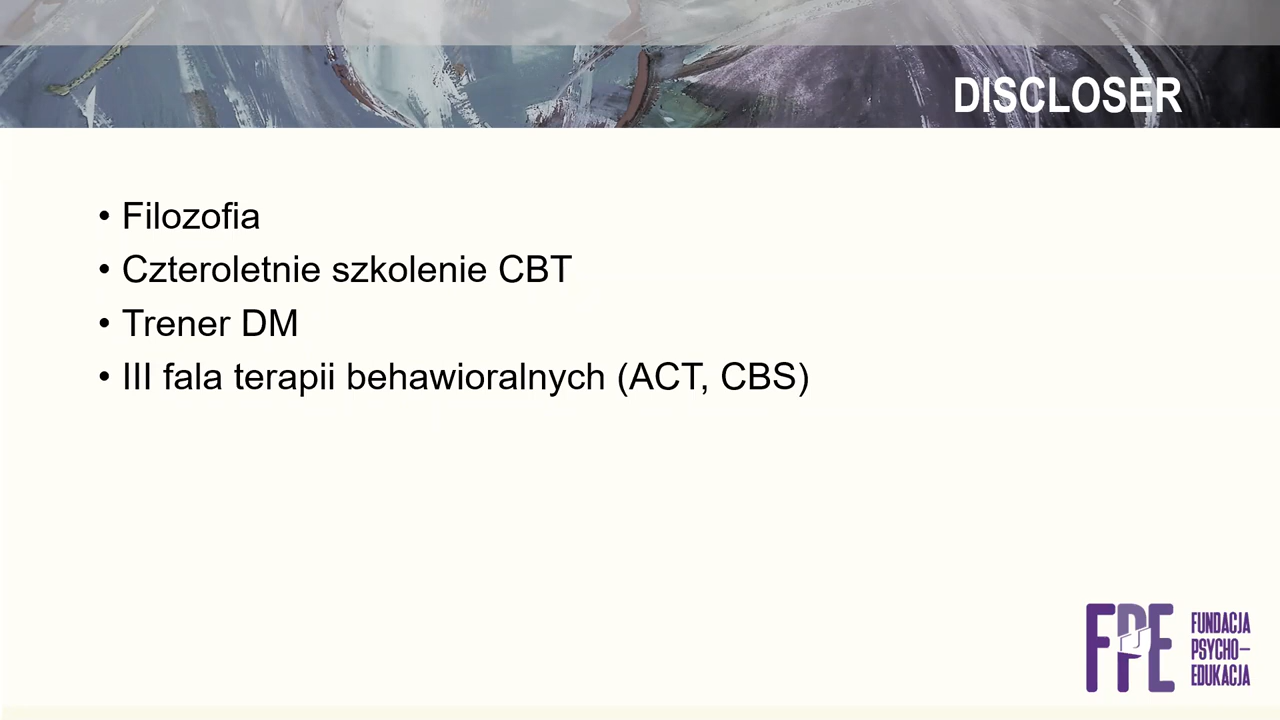 DISCLOSER
• Filozofia
• Czteroletnie szkolenie CBT
• Trener DM
• III fala terapii behawioralnych (ACT, CBS)
FPE
FUNDACJA
PSYCHO–
EDUKACJA